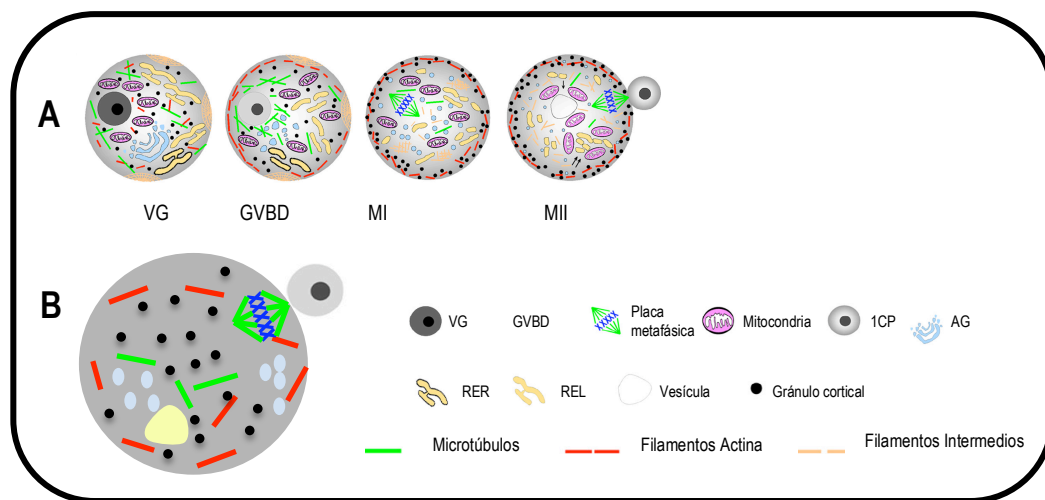 A
VG GVBD MI MII
B
VG GVBD Placa metafásica Mitocondria 1CP AG
RER REL Vesícula Gránulo cortical
Microtúbulos Filamentos Actina Filamentos Intermedios